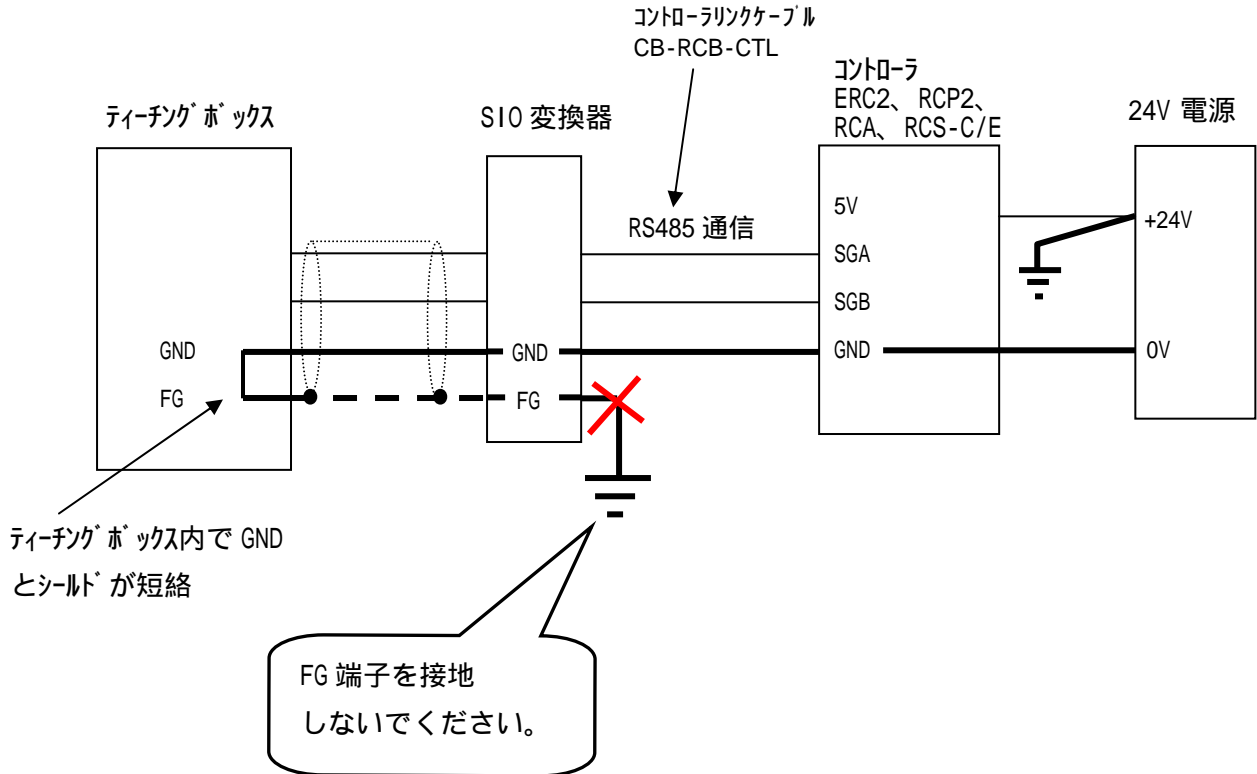 コントローラリンクケーブル
CB-RCB-CTL
コントローラ
ERC2、 RCP2、
RCA、 RCS-C/E
ティーチングボックス
SIO 変換器
24V 電源
RS485 通信
5V
SGA
SGB
GND
+24V
0V
GND
FG
GND
FG
ティーチングボックス内で GND
とシールドが短絡
FG 端子を接地
しないでください。